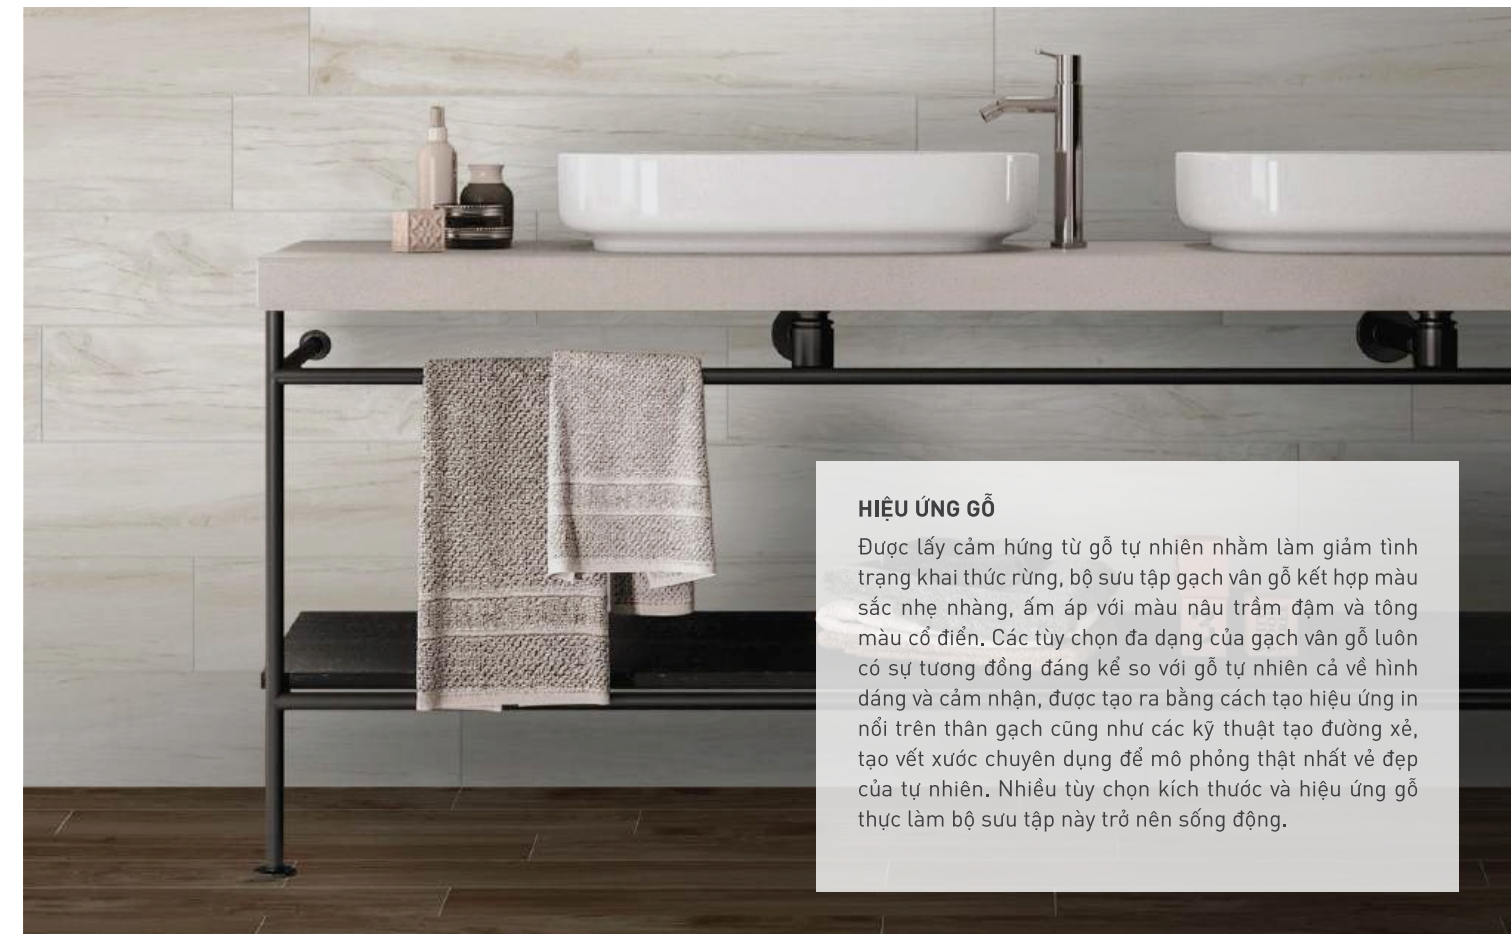 HIỆU ỨNG GỖ
Được lấy cảm hứng từ gỗ tự nhiên nhằm làm giảm tình
trạng khai thức rừng, bộ sưu tập gạch vân gỗ kết hợp màu
sắc nhẹ nhàng, ấm áp với màu nâu trầm đậm và tông
màu cổ điển. Các tùy chọn đa dạng của gạch vân gỗ luôn
có sự tương đồng đáng kể so với gỗ tự nhiên cả về hình
dáng và cảm nhận, được tạo ra bằng cách tạo hiệu ứng in
nổi trên thân gạch cũng như các kỹ thuật tạo đường xẻ,
tạo vết xước chuyên dụng để mô phỏng thật nhất vẻ đẹp
của tự nhiên. Nhiều tùy chọn kích thước và hiệu ứng gỗ
thực làm bộ sưu tập này trở nên sống động.